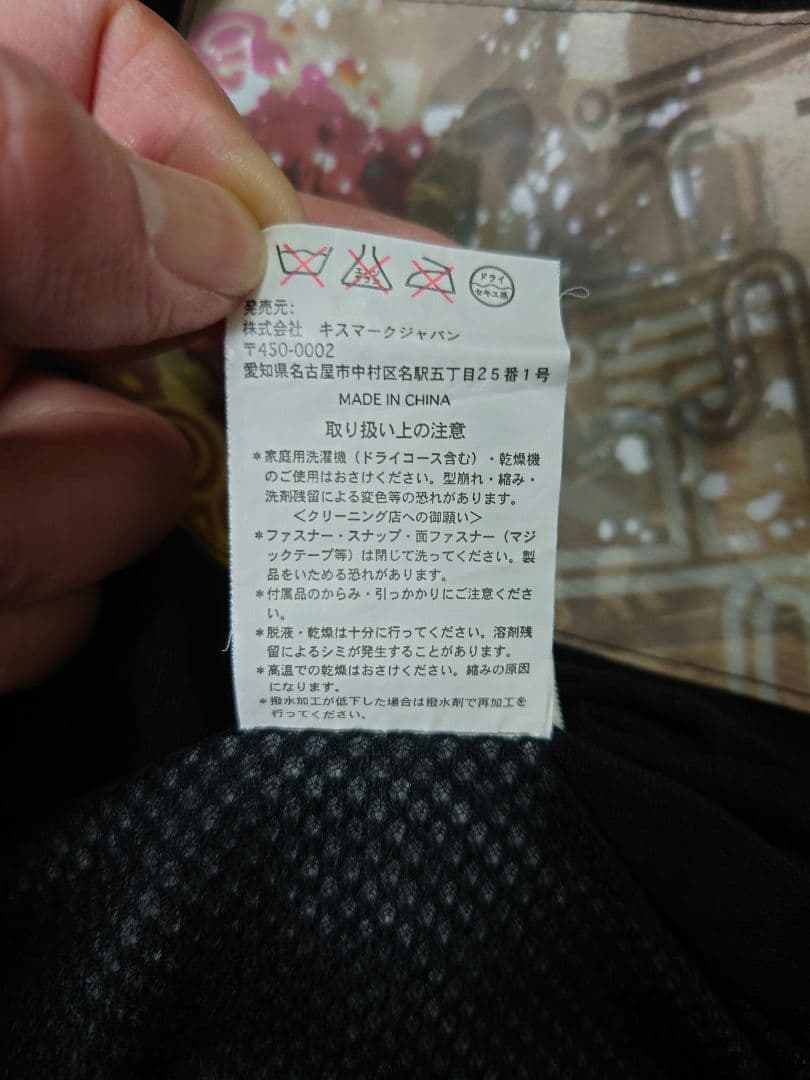 エンソ
サラシ
ドライ
セキユ系
発売元:
株式会社　キスマークジャパン
〒450-0002
愛知県名古屋市中村区名駅五丁目25番1号
MADE IN CHINA
取り扱い上の注意
＊家庭用洗濯機（ドライコース含む）・乾燥機
のご使用はおさけください。型崩れ・縮み・
洗剤残留による変色等の恐れがあります。
＜クリーニング店への御願い＞
＊ファスナー・スナップ・面ファスナー（マジ
ックテープ等）は閉じて洗ってください。製
品をいためる恐れがあります。
＊付属品のからみ・引っかかりにご注意くださ
い。
＊脱液・乾燥は十分に行ってください。溶剤残
留によるシミが発生することがあります。
＊高温での乾燥はおさけください。縮みの原因
になります。
＊撥水加工が低下した場合は撥水剤で再加工を
行ってください。